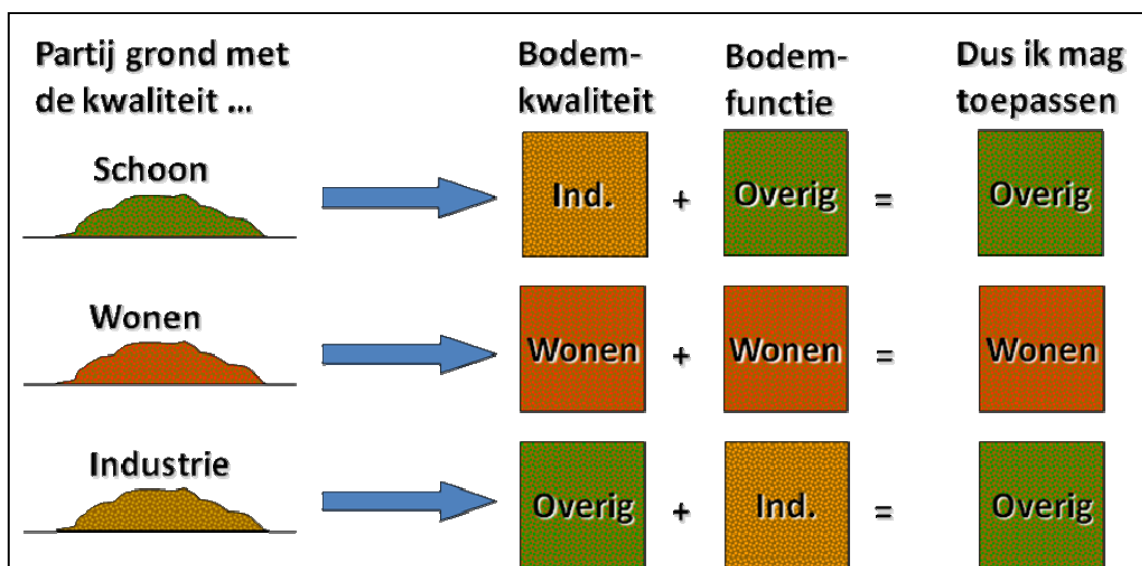 Partij grond met
de kwaliteit ...
Bodem-
kwaliteit
Bodem-
functie
Dus ik mag
toepassen
Schoon
Ind. + Overig = Overig
Wonen
Wonen + Wonen = Wonen
Industrie
Overig + Ind. = Overig